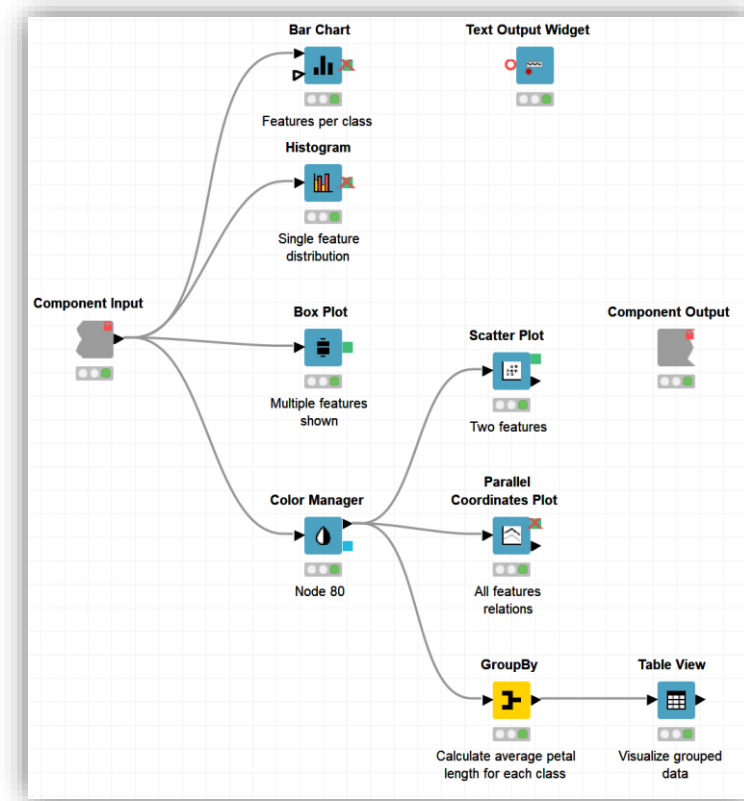 Bar Chart
Text Output Widget
Features per class
Histogram
Single feature
distribution
Component Input
Box Plot
Component Output
Scatter Plot
Multiple features
shown
Two features
Parallel
Coordinates Plot
Color Manager
Node 80
All features
relations
GroupBy
Table View
Calculate average petal
length for each class
Visualize grouped
data